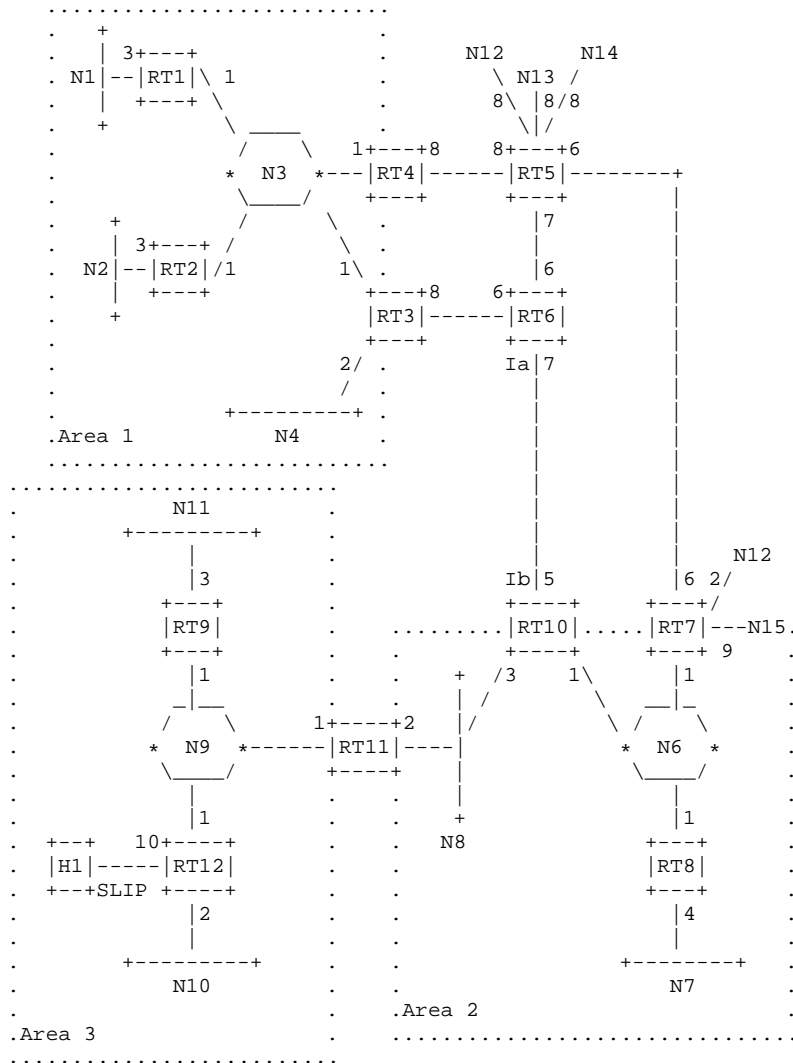 3
N12 N14
N1 RT1 1 N13
8 8/8
1 8 8 6
N3 RT4 RT5
7
3
N2 RT2 1 1 6
8 6
RT3 RT6
2 Ia 7
Area 1 N4
N11
N12
3 Ib 5 6 2
RT9 RT10 RT7 N15
9
1 3 1 1
1 2
N9 RT11 N6
1 1
10 N8
H1 RT12 RT8
SLIP
2 4
N10 N7
Area 2
Area 3